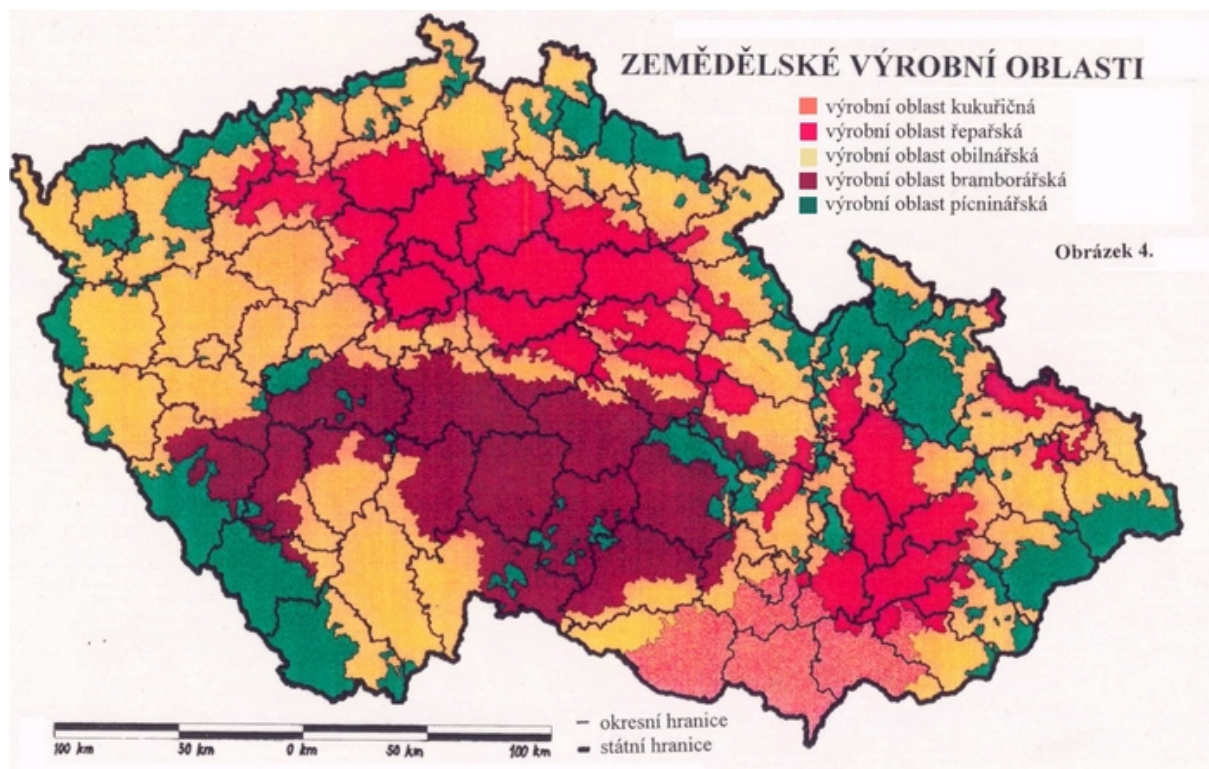 ZEMĚDĚLSKÉ VÝROBNÍ OBLASTI
výrobní oblast kukuřičná
výrobní oblast řepařská
výrobní oblast obilnářská
výrobní oblast bramborářská
výrobní oblast pícninářská
Obrázek 4.
okresní hranice
státní hranice
100 km 50 km 0 km 50 km 100 km